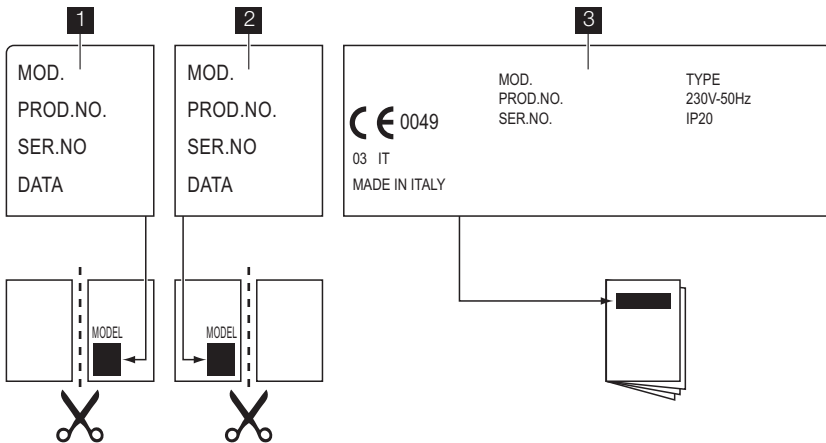 1
MOD.
PROD.NO.
SER.NO
DATA
MODEL
2
MOD.
PROD.NO.
SER.NO
DATA
MODEL
3
CE 0049
03 IT
MADE IN ITALY
MOD.
PROD.NO.
SER.NO.
TYPE
230V-50Hz
IP20